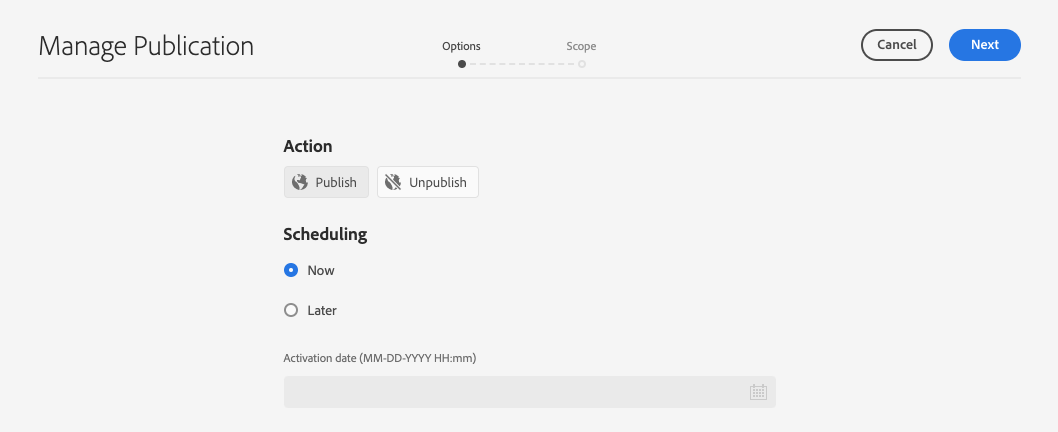 Manage Publication
Options
Scope
Cancel
Next
Action
Publish
Unpublish
Scheduling
Now
Later
Activation date (MM-DD-YYYY HH:mm)